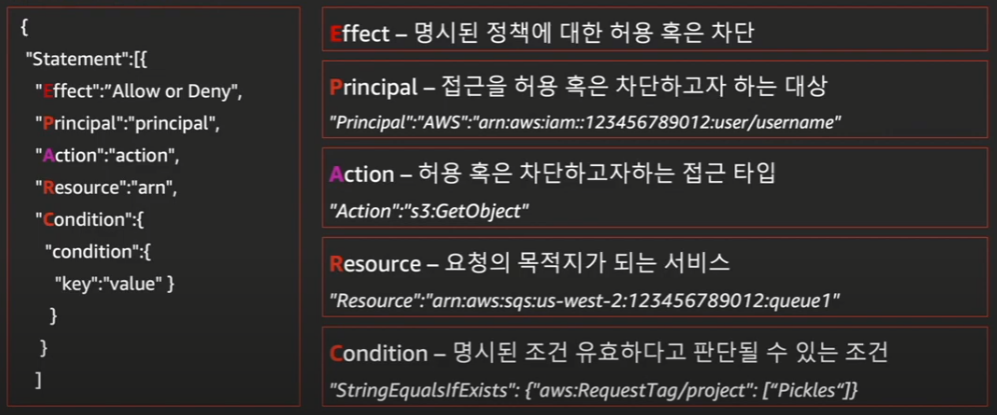 {
"Statement":[{
"Effect":"Allow or Deny",
"Principal":"principal",
"Action":"action",
"Resource":"arn",
"Condition":{
"condition":{
"key":"value" }
}
}
]
Effect – 명시된 정책에 대한 허용 혹은 차단
Principal – 접근을 허용 혹은 차단하고자 하는 대상
"Principal":"AWS":"arn:aws:iam::123456789012:user/username"
Action – 허용 혹은 차단하고자하는 접근 타입
"Action":"s3:GetObject"
Resource – 요청의 목적지가 되는 서비스
"Resource":"arn:aws:sqs:us-west-2:123456789012:queue1"
Condition – 명시된 조건 유효하다고 판단될 수 있는 조건
"StringEqualsIfExists": {"aws:RequestTag/project": [“Pickles“]}